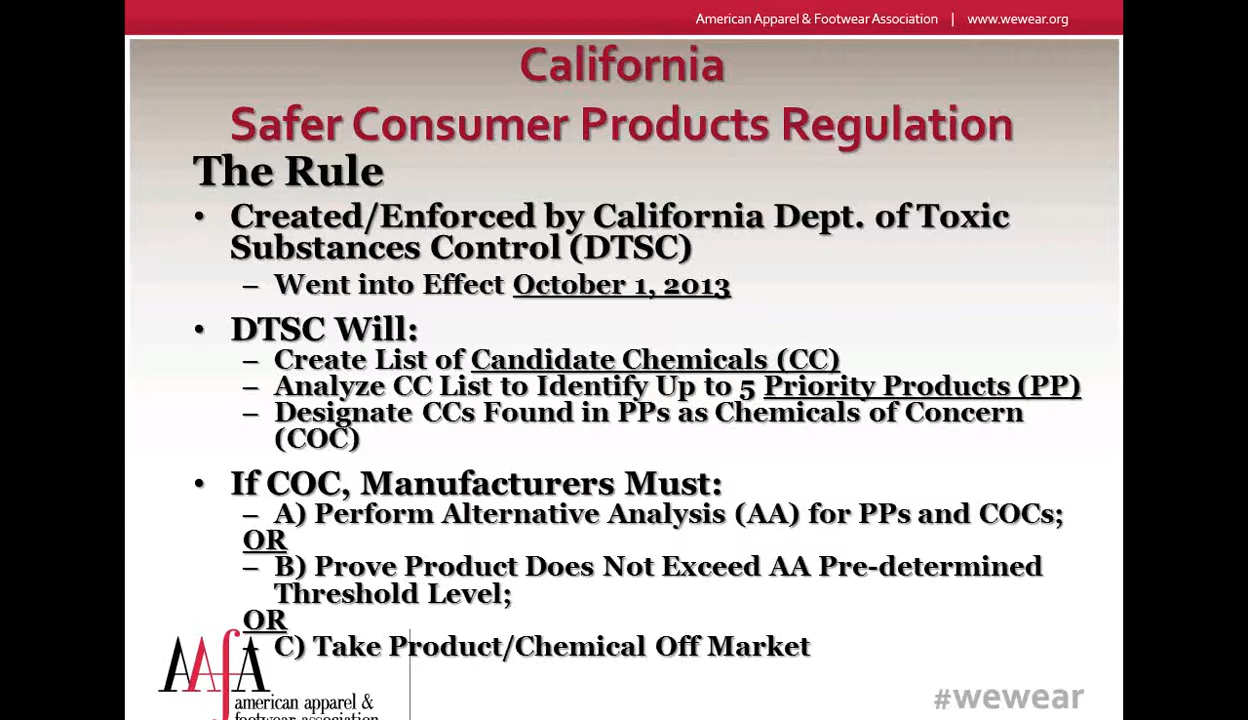 American Apparel & Footwear Association | www.wewear.org
California
Safer Consumer Products Regulation
The Rule
• Created/Enforced by California Dept. of Toxic
Substances Control (DTSC)
– Went into Effect October 1, 2013
• DTSC Will:
– Create List of Candidate Chemicals (CC)
– Analyze CC List to Identify Up to 5 Priority Products (PP)
– Designate CCs Found in PPs as Chemicals of Concern
(COC)
• If COC, Manufacturers Must:
– A) Perform Alternative Analysis (AA) for PPs and COCs;
OR
– B) Prove Product Does Not Exceed AA Pre-determined
Threshold Level;
OR
– C) Take Product/Chemical Off Market
AAfA
american apparel &
footwear association
#wewear